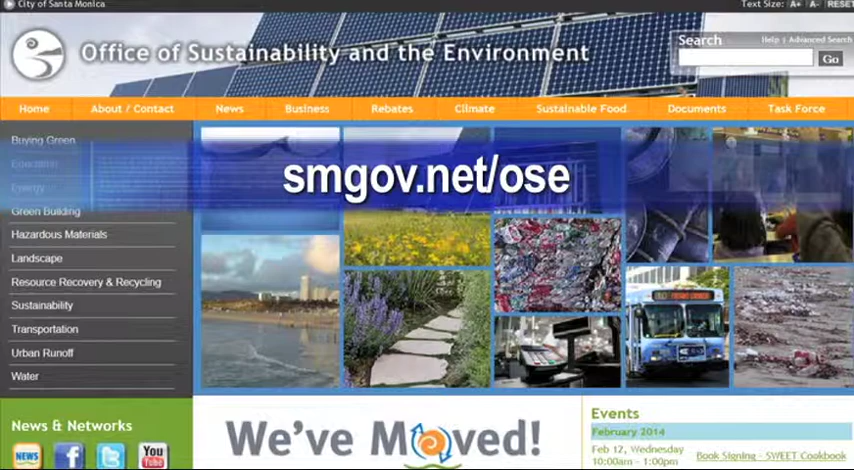 City of Santa Monica
Text Size: A+ A- RESET
Office of Sustainability and the Environment
Search
Help | Advanced Search
Go
Home About / Contact News Business Rebates Climate Sustainable Food Documents Task Force
Buying Green
Education
Energy
Green Building
Hazardous Materials
Landscape
Resource Recovery & Recycling
Sustainability
Transportation
Urban Runoff
Water
smgov.net/ose
News & Networks
NEWS
f
You
Tube
We've Moved!
Events
February 2014
Feb 12, Wednesday
10:00am - 1:00pm
Book Signing - SWEET Cookbook